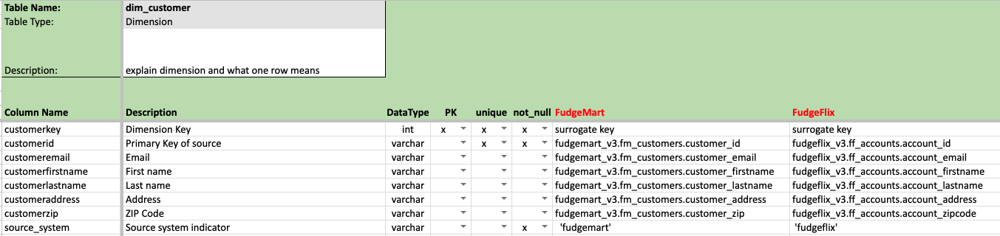 Table Name: dim_customer
Table Type: Dimension
Description: explain dimension and what one row means
Column Name Description DataType PK unique not_null FudgeMart FudgeFlix
customerkey Dimension Key int x x x surrogate key surrogate key
customerid Primary Key of source varchar x x fudgemart_v3.fm_customers.customer_id fudgeflix_v3.ff_accounts.account_id
customeremail Email varchar fudgemart_v3.fm_customers.customer_email fudgeflix_v3.ff_accounts.account_email
customerfirstname First name varchar fudgemart_v3.fm_customers.customer_firstname fudgeflix_v3.ff_accounts.account_firstname
customerlastname Last name varchar fudgemart_v3.fm_customers.customer_lastname fudgeflix_v3.ff_accounts.account_lastname
customeraddress Address varchar fudgemart_v3.fm_customers.customer_address fudgeflix_v3.ff_accounts.account_address
customerzip ZIP Code varchar fudgemart_v3.fm_customers.customer_zip fudgeflix_v3.ff_accounts.account_zipcode
source_system Source system indicator varchar x 'fudgemart' 'fudgeflix'